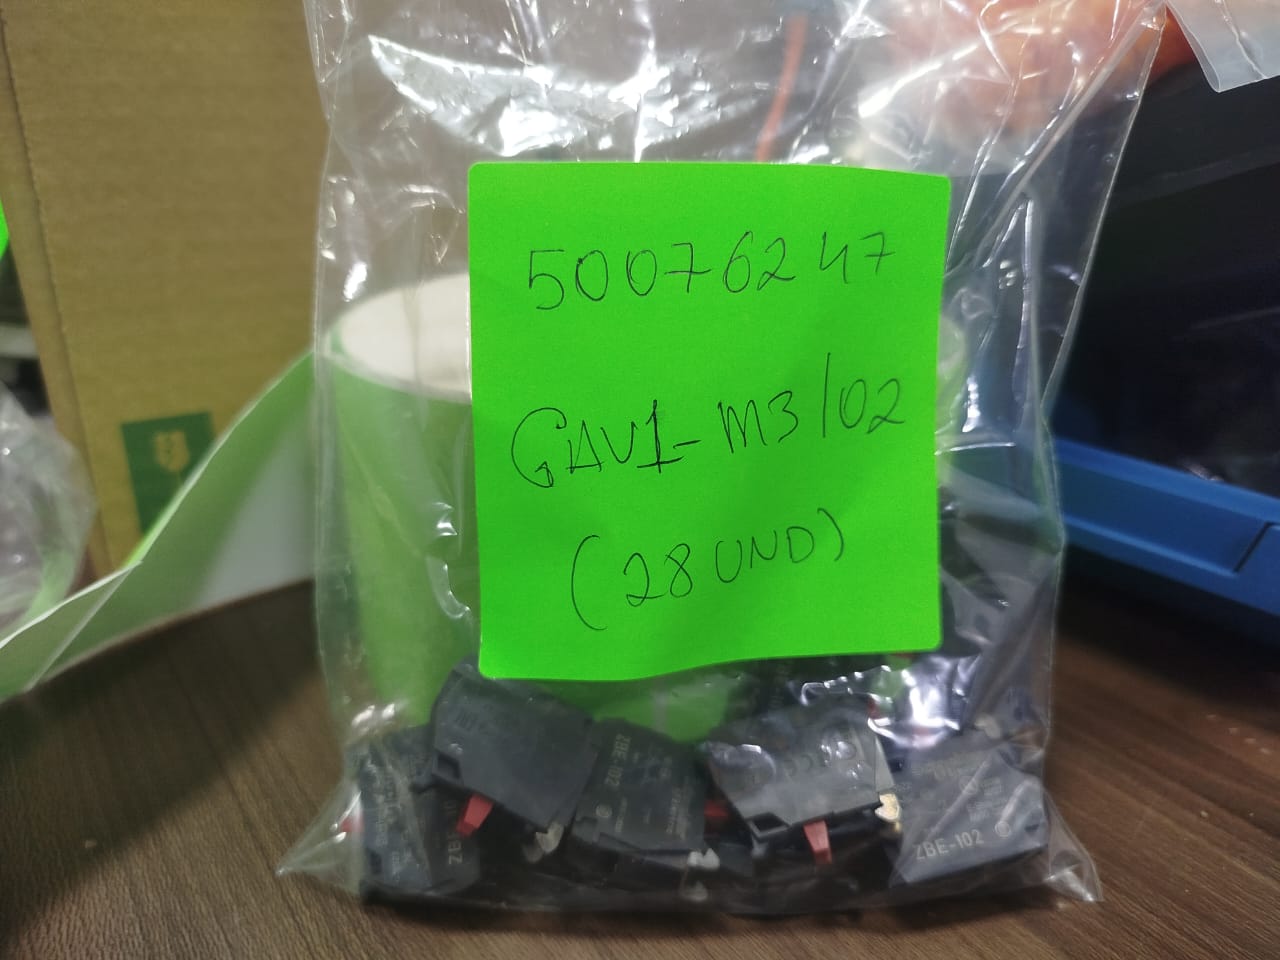 50076247
GAV1-M3/02
(28 UND)
ZBE-102
ZBE-102